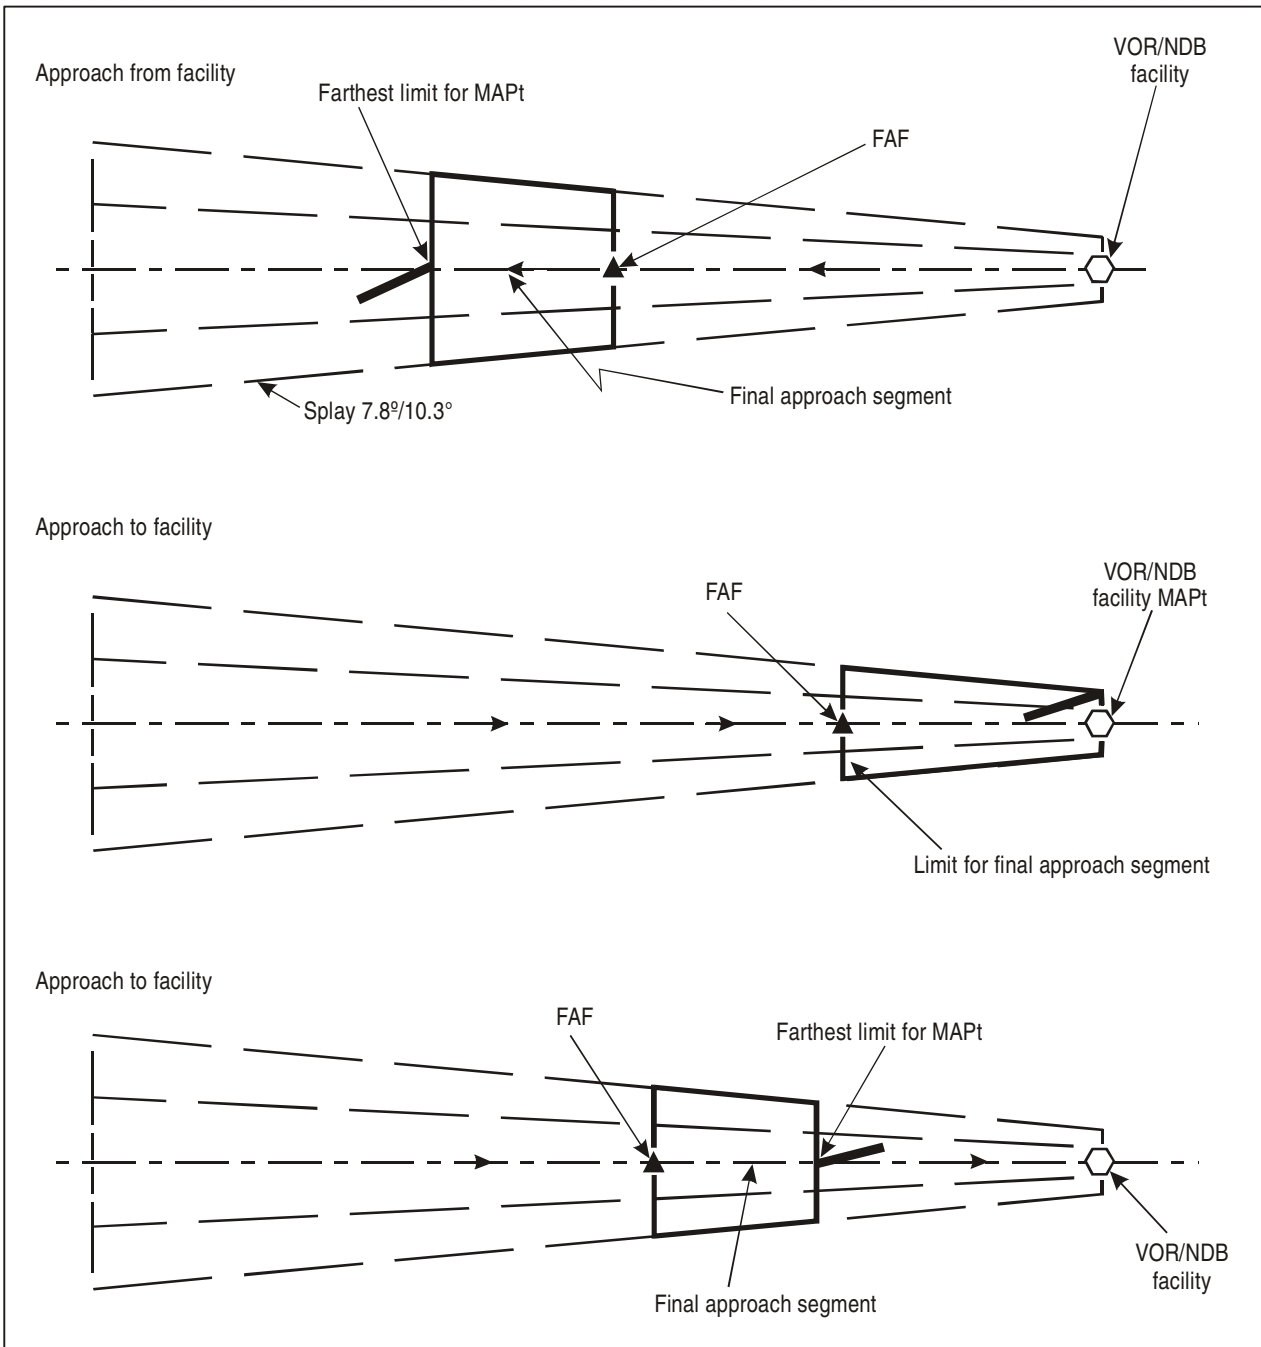 Approach from facility
VOR/NDB
facility
Farthest limit for MAPt
FAF
Final approach segment
Splay 7.8º/10.3°
Approach to facility
FAF
VOR/NDB
facility MAPt
Limit for final approach segment
Approach to facility
FAF
Farthest limit for MAPt
VOR/NDB
facility
Final approach segment